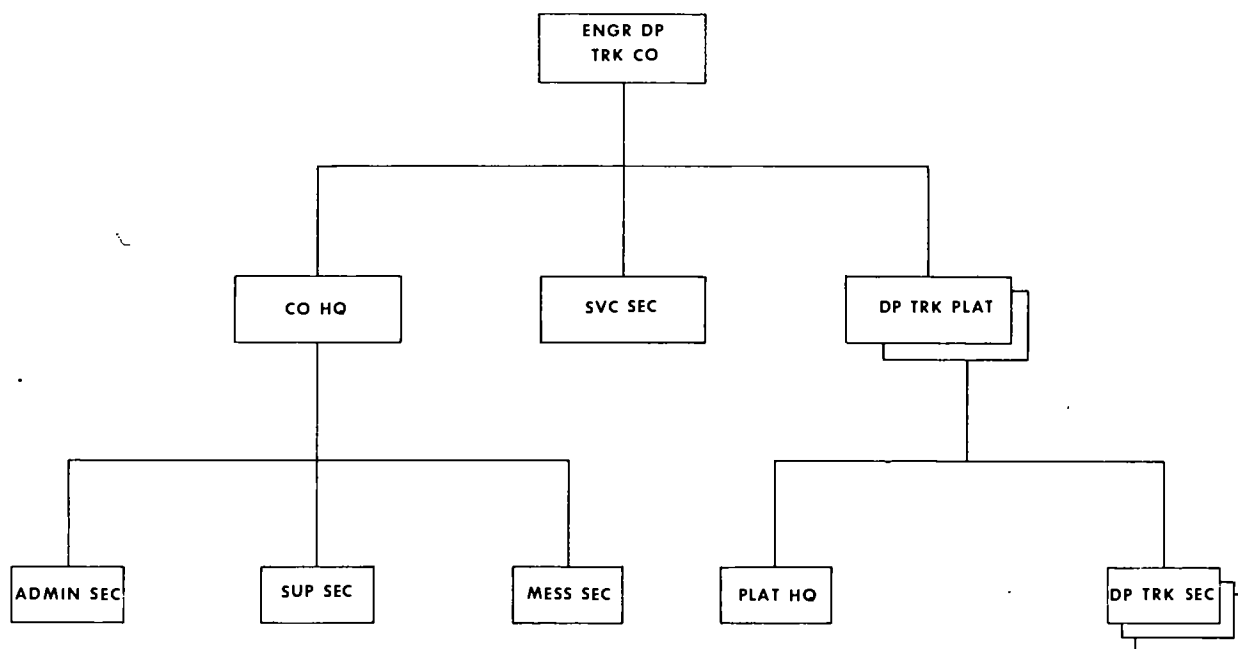 ENGR DP
TRK CO
CO HQ
SVC SEC
DP TRK PLAT
ADMIN SEC
SUP SEC
MESS SEC
PLAT HQ
DP TRK SEC